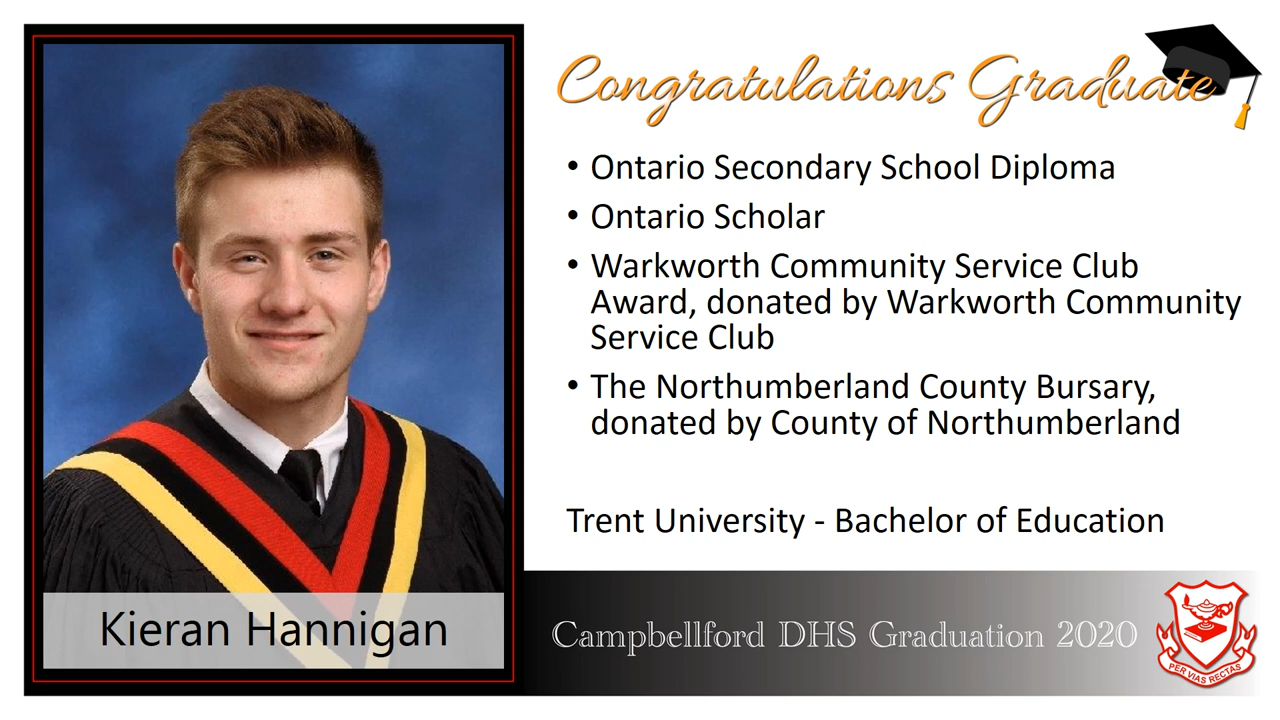 Congratulations Graduate
• Ontario Secondary School Diploma
• Ontario Scholar
• Warkworth Community Service Club
Award, donated by Warkworth Community
Service Club
• The Northumberland County Bursary,
donated by County of Northumberland
Trent University - Bachelor of Education
Kieran Hannigan
Campbellford DHS Graduation 2020
PER VIAS RECTAS